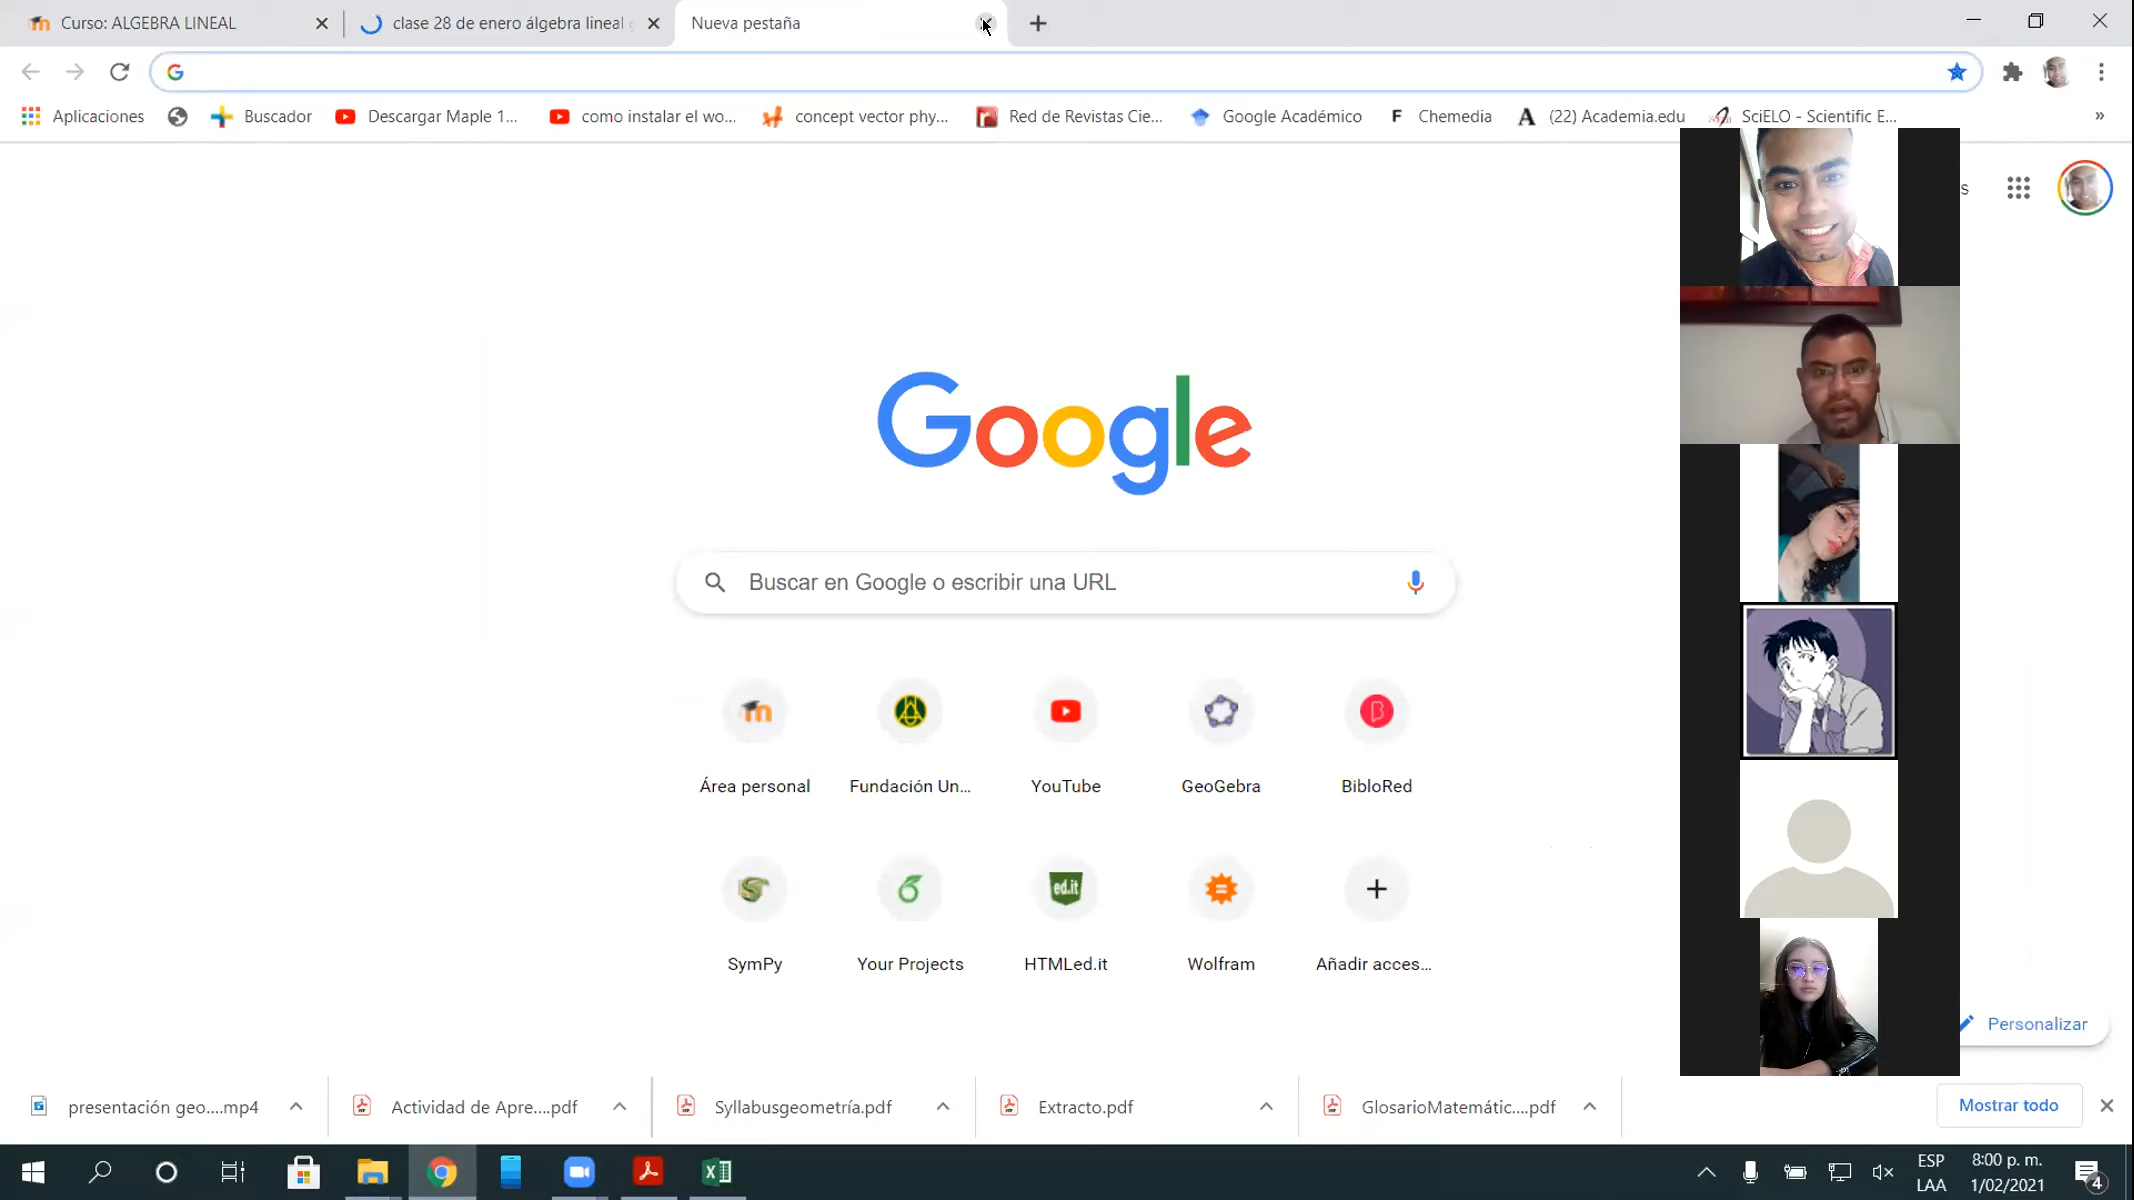 Curso: ALGEBRA LINEAL
clase 28 de enero álgebra lineal
Nueva pestaña
Aplicaciones
Buscador
Descargar Maple 1...
como instalar el wo...
concept vector phy...
Red de Revistas Cie...
Google Académico
F Chemedia
A (22) Academia.edu
SciELO - Scientific E...
»
s
Google
Buscar en Google o escribir una URL
Área personal
Fundación Un...
YouTube
GeoGebra
BibloRed
ed.it
SymPy
Your Projects
HTMLed.it
Wolfram
Añadir acces...
Personalizar
presentación geo....mp4
Actividad de Apre....pdf
Syllabusgeometría.pdf
Extracto.pdf
GlosarioMatemátic....pdf
Mostrar todo
ESP
LAA
8:00 p. m.
1/02/2021
4